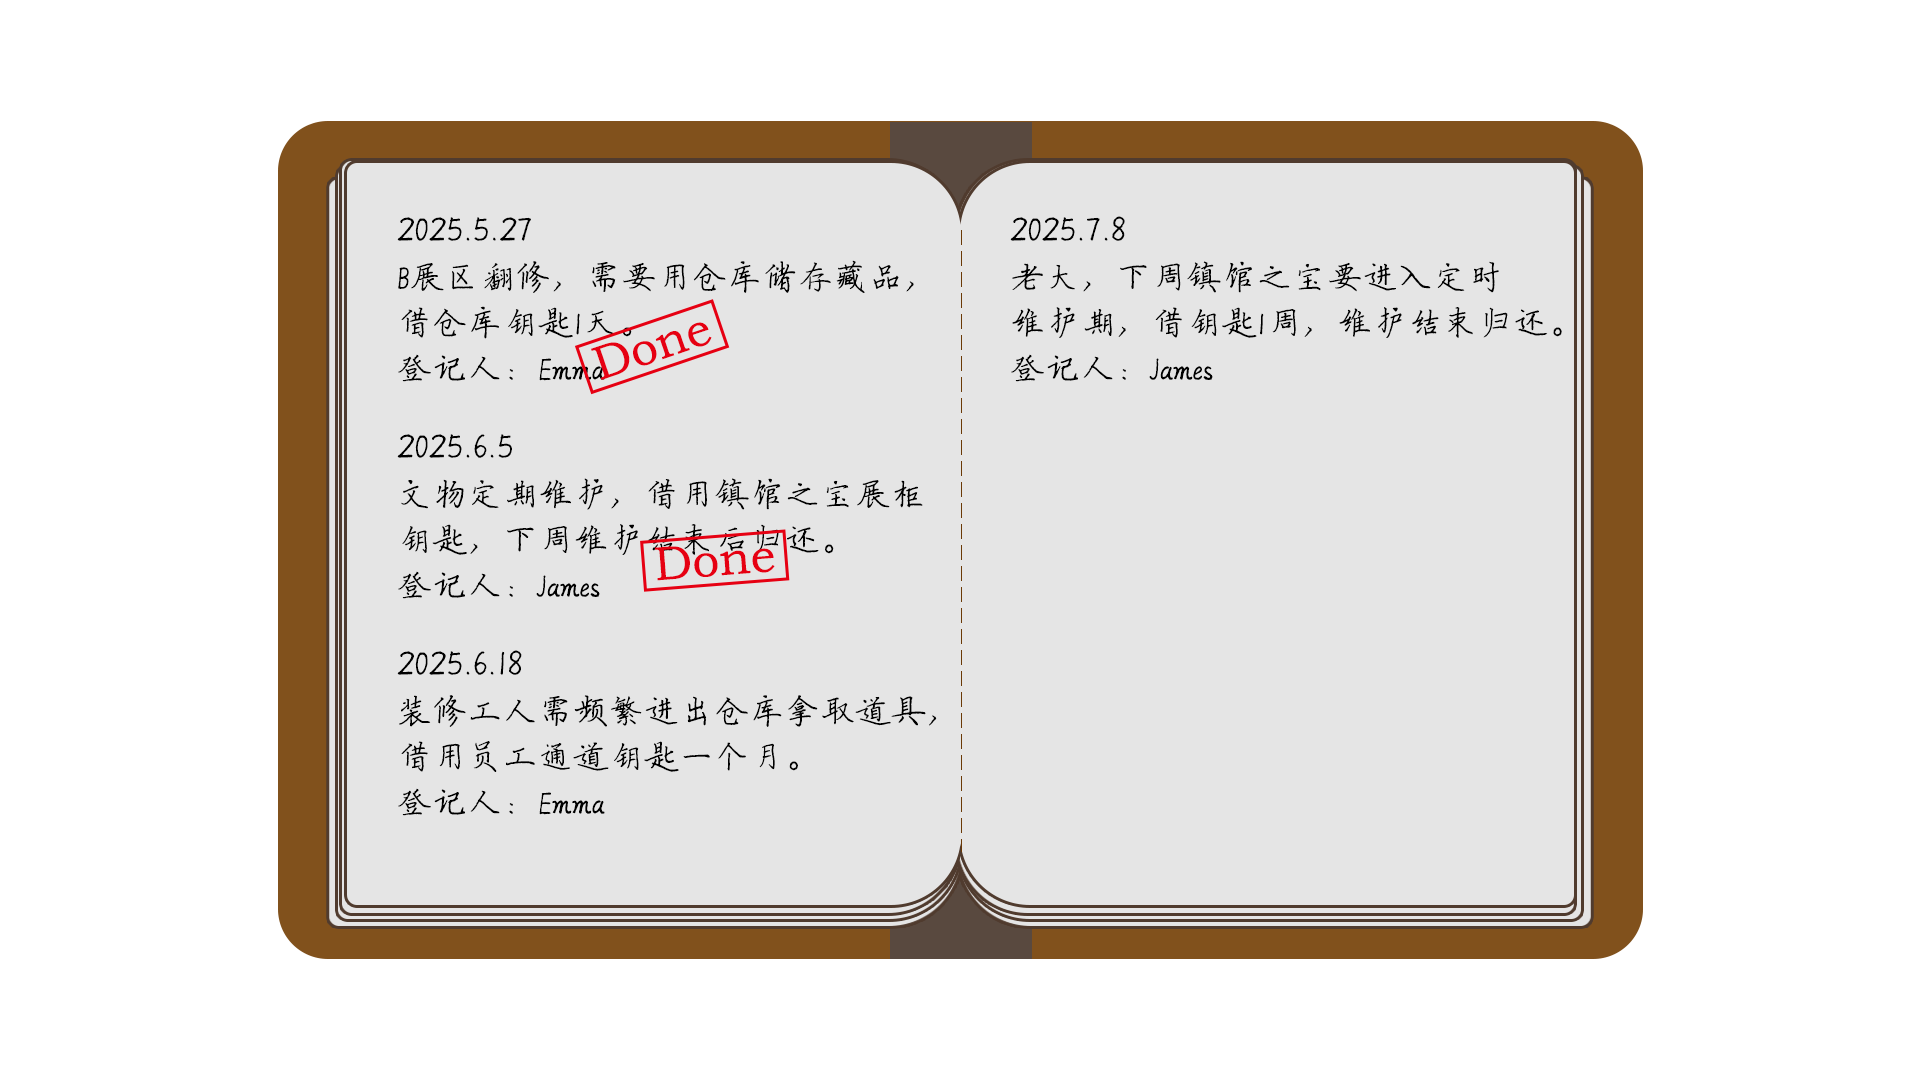 2025.5.27
B展区翻修，需要用仓库储存藏品，
借仓库钥匙1天。
登记人：Emma
Done
2025.6.5
文物定期维护，借用镇馆之宝展柜
钥匙，下周维护结束后归还。
Done
登记人：James
2025.6.18
装修工人需频繁进出仓库拿取道具，
借用员工通道钥匙一个月。
登记人：Emma
2025.7.8
老大，下周镇馆之宝要进入定时
维护期，借钥匙1周，维护结束归还。
登记人：James